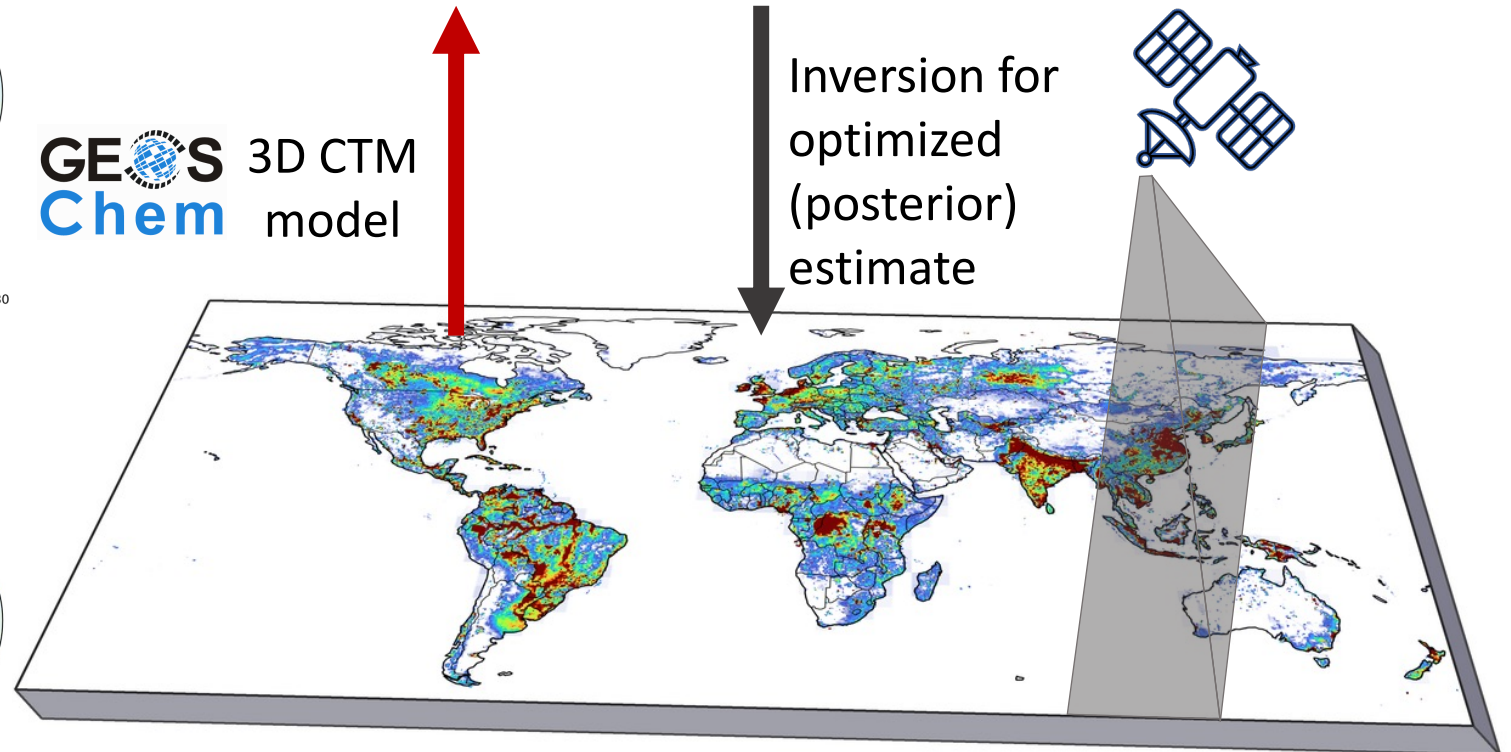 Inversion for
optimized
(posterior)
estimate
GEOS
Chem
3D CTM
model